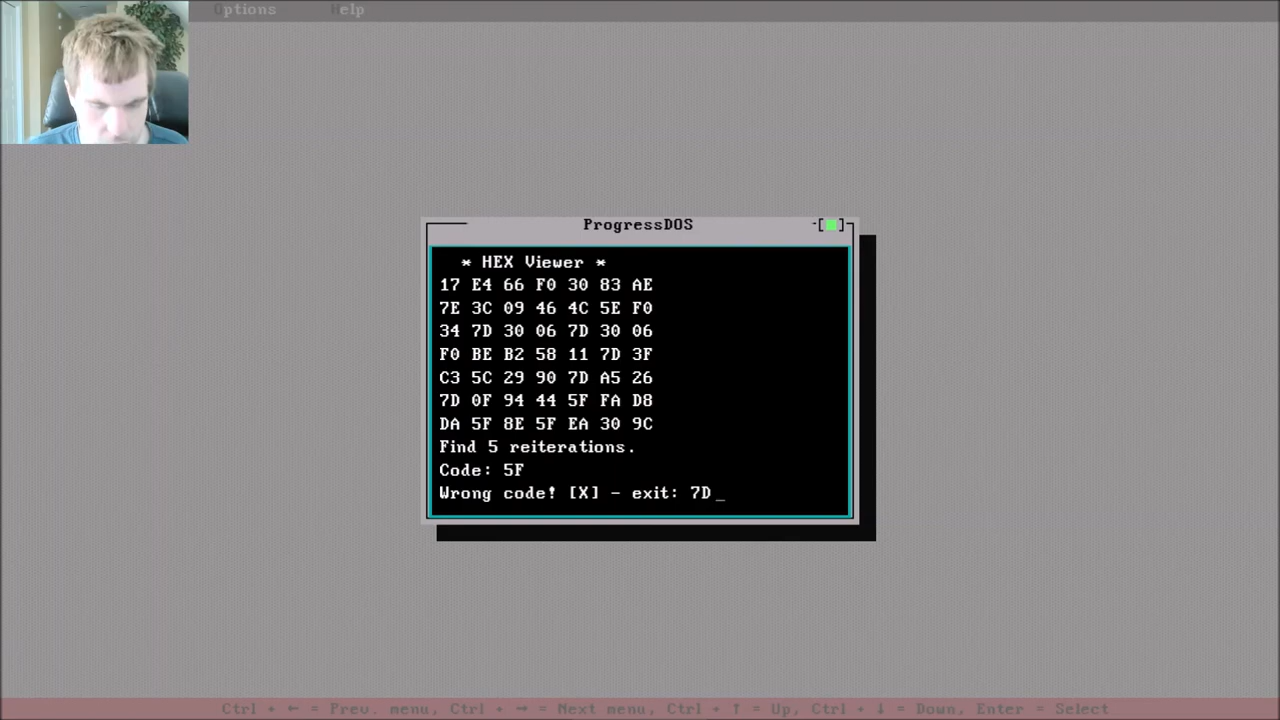 Options Help
ProgressDOS
* HEX Viewer *
17 E4 66 F0 30 83 AE
7E 3C 09 46 4C 5E F0
34 7D 30 06 7D 30 06
F0 BE B2 58 11 7D 3F
C3 5C 29 90 7D A5 26
7D 0F 94 44 5F FA D8
DA 5F 8E 5F EA 30 9C
Find 5 reiterations.
Code: 5F
Wrong code! [X] - exit: 7D_
Ctrl + ← = Prev. menu, Ctrl + → = Next menu, Ctrl + ↑ = Up, Ctrl + ↓ = Down, Enter = Select